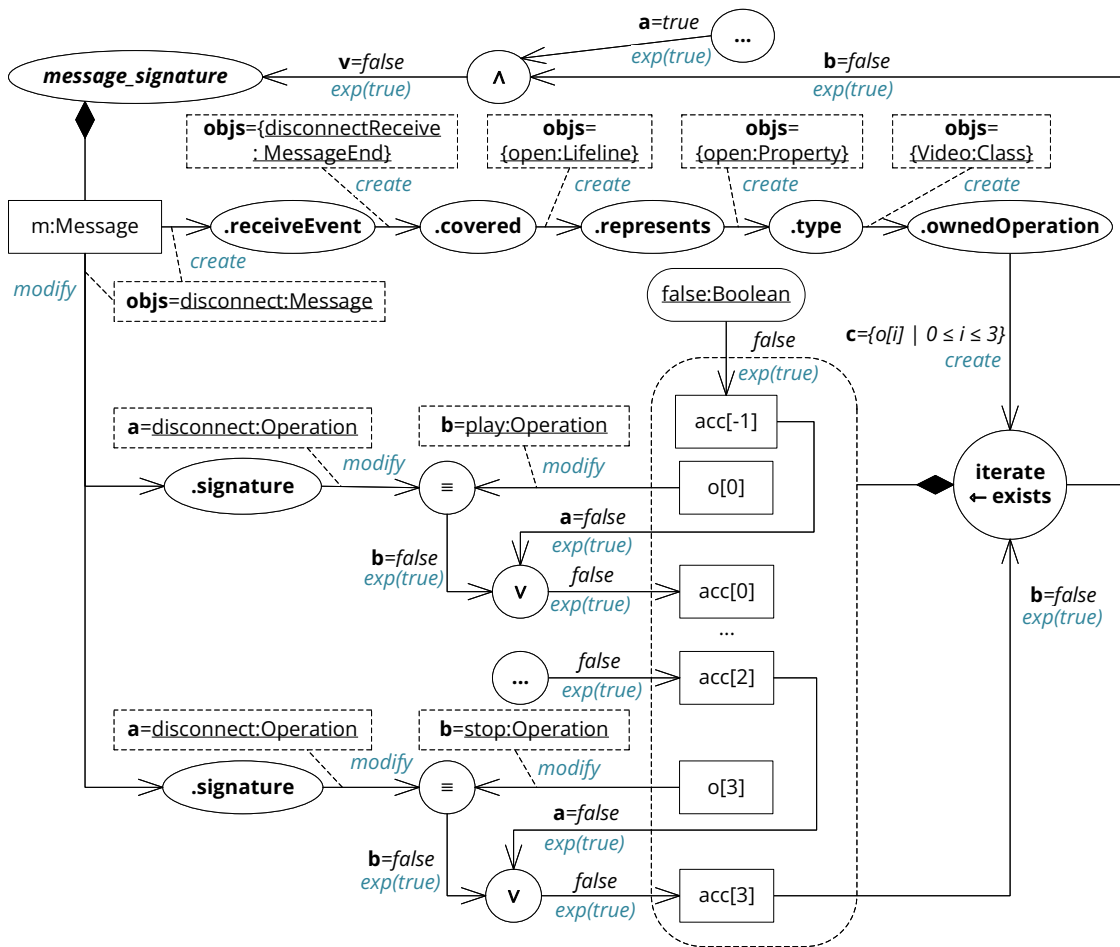 a=true
...
exp(true)
message_signature
v=false
exp(true)
∧
b=false
exp(true)
objs={disconnectReceive
: MessageEnd}
create
objs=
{open:Lifeline}
create
objs=
{open:Property}
create
objs=
{Video:Class}
create
m:Message
.receiveEvent
.covered
.represents
.type
.ownedOperation
create
modify
objs=disconnect:Message
false:Boolean
false
exp(true)
c={o[i] | 0 ≤ i ≤ 3}
create
acc[-1]
a=disconnect:Operation
modify
b=play:Operation
modify
.signature
≡
o[0]
iterate
← exists
a=false
exp(true)
b=false
exp(true)
∨
false
exp(true)
acc[0]
...
b=false
exp(true)
...
false
exp(true)
acc[2]
a=disconnect:Operation
modify
b=stop:Operation
modify
.signature
≡
o[3]
a=false
exp(true)
b=false
exp(true)
∨
false
exp(true)
acc[3]